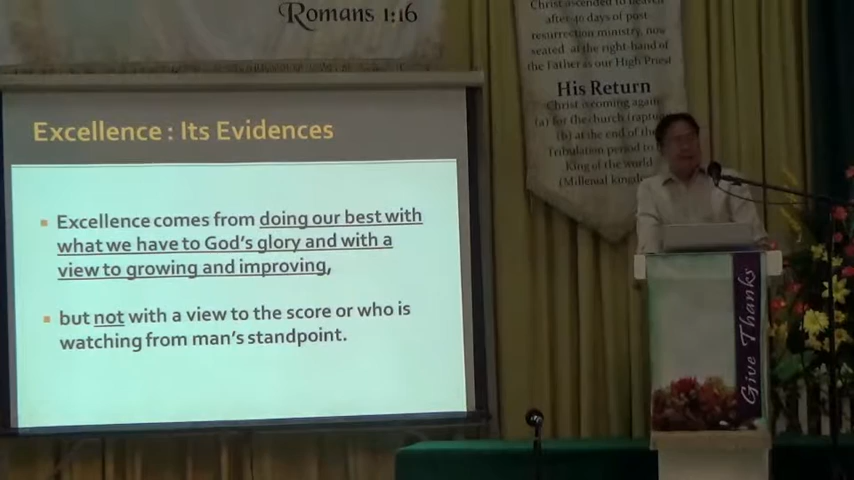 Romans 1:16
Excellence : Its Evidences
Excellence comes from doing our best with
what we have to God's glory and with a
view to growing and improving,
but not with a view to the score or who is
watching from man's standpoint.
Christ ascended to heaven
after 40 days of post
resurrection ministry, now
seated at the right hand of
the Father as our High Priest
His Return
Christ is coming again
(a) for the church (raptu
(b) at the end of th
Tribulation period to
King of the world
(Millenial king
Give Thanks